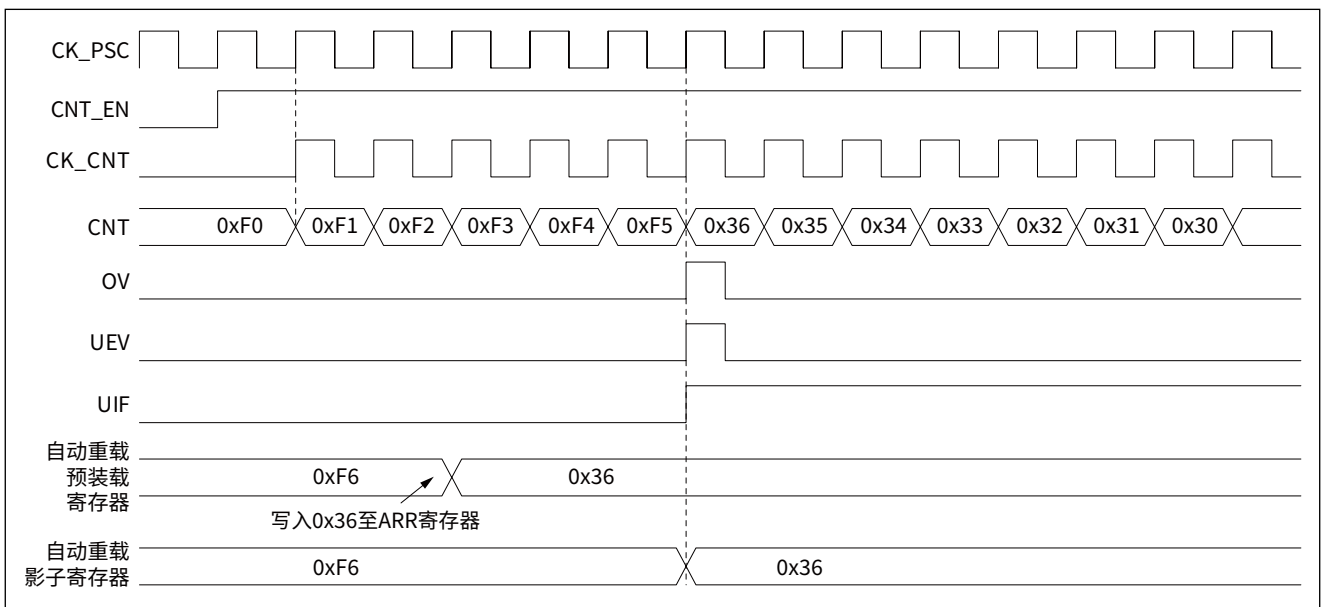 CK_PSC
CNT_EN
CK_CNT
CNT 0xF0 0xF1 0xF2 0xF3 0xF4 0xF5 0x36 0x35 0x34 0x33 0x32 0x31 0x30
OV
UEV
UIF
自动重载
预装载 0xF6 0x36
寄存器
写入0x36至ARR寄存器
自动重载
影子寄存器 0xF6 0x36